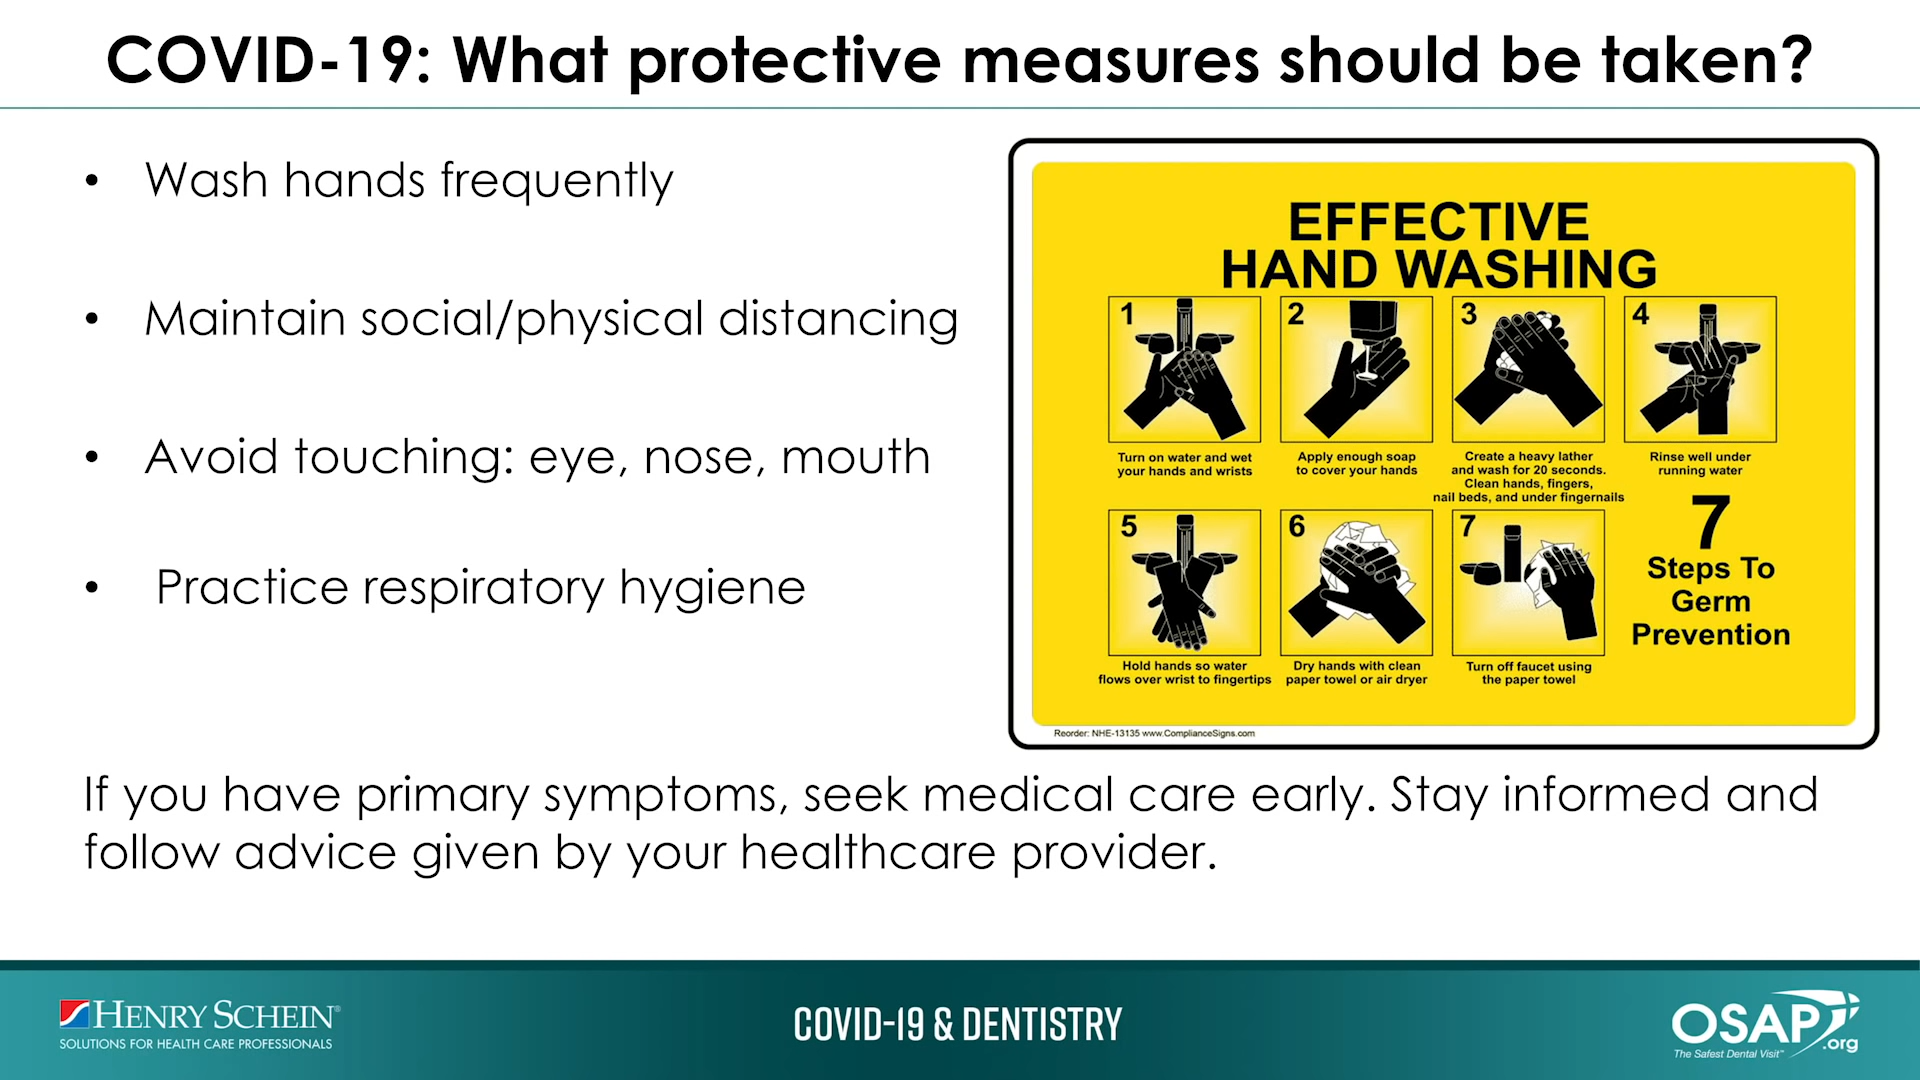 COVID-19: What protective measures should be taken?
• Wash hands frequently
• Maintain social/physical distancing
• Avoid touching: eye, nose, mouth
• Practice respiratory hygiene
EFFECTIVE
HAND WASHING
1
Turn on water and wet
your hands and wrists
2
Apply enough soap
to cover your hands
3
Create a heavy lather
and wash for 20 seconds.
Clean hands, fingers,
nail beds, and under fingernails
4
Rinse well under
running water
5
Hold hands so water
flows over wrist to fingertips
6
Dry hands with clean
paper towel or air dryer
7
Turn off faucet using
the paper towel
7
Steps To
Germ
Prevention
Reorder: NHE-13135 www.ComplianceSigns.com
If you have primary symptoms, seek medical care early. Stay informed and
follow advice given by your healthcare provider.
HENRY SCHEIN®
SOLUTIONS FOR HEALTH CARE PROFESSIONALS
COVID-19 & DENTISTRY
OSAP
.org
The Safest Dental Visit™